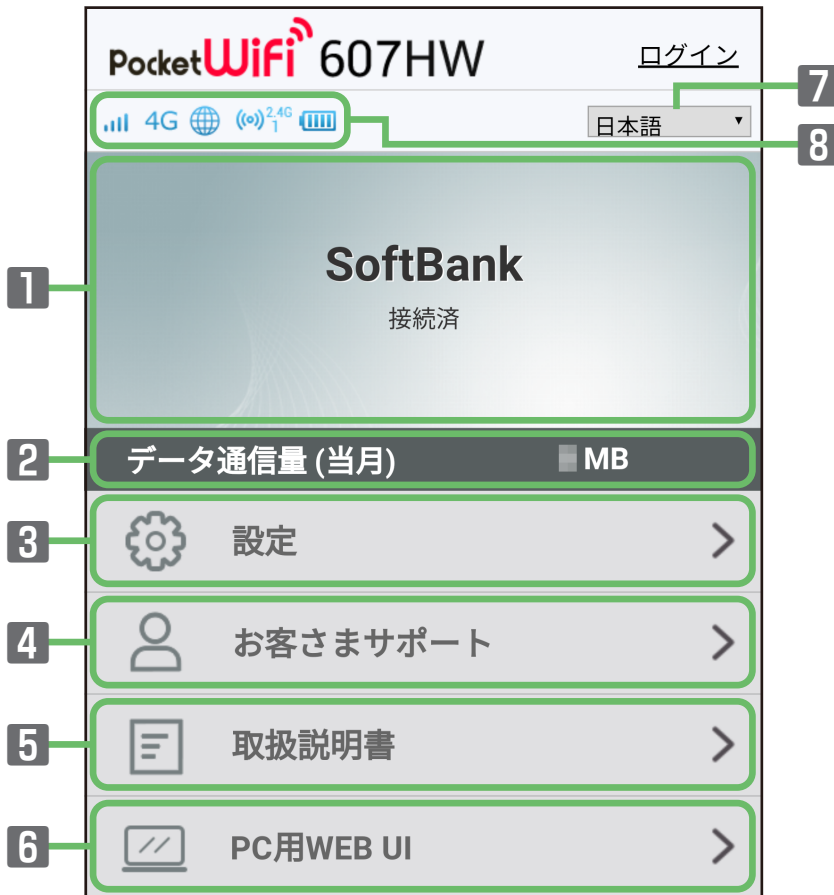 Pocket WiFi 607HW ログイン
4G 2.4G 1 日本語
7
8
SoftBank
接続済
1
2 データ通信量 (当月) MB
3 設定
4 お客さまサポート
5 取扱説明書
6 PC用WEB UI